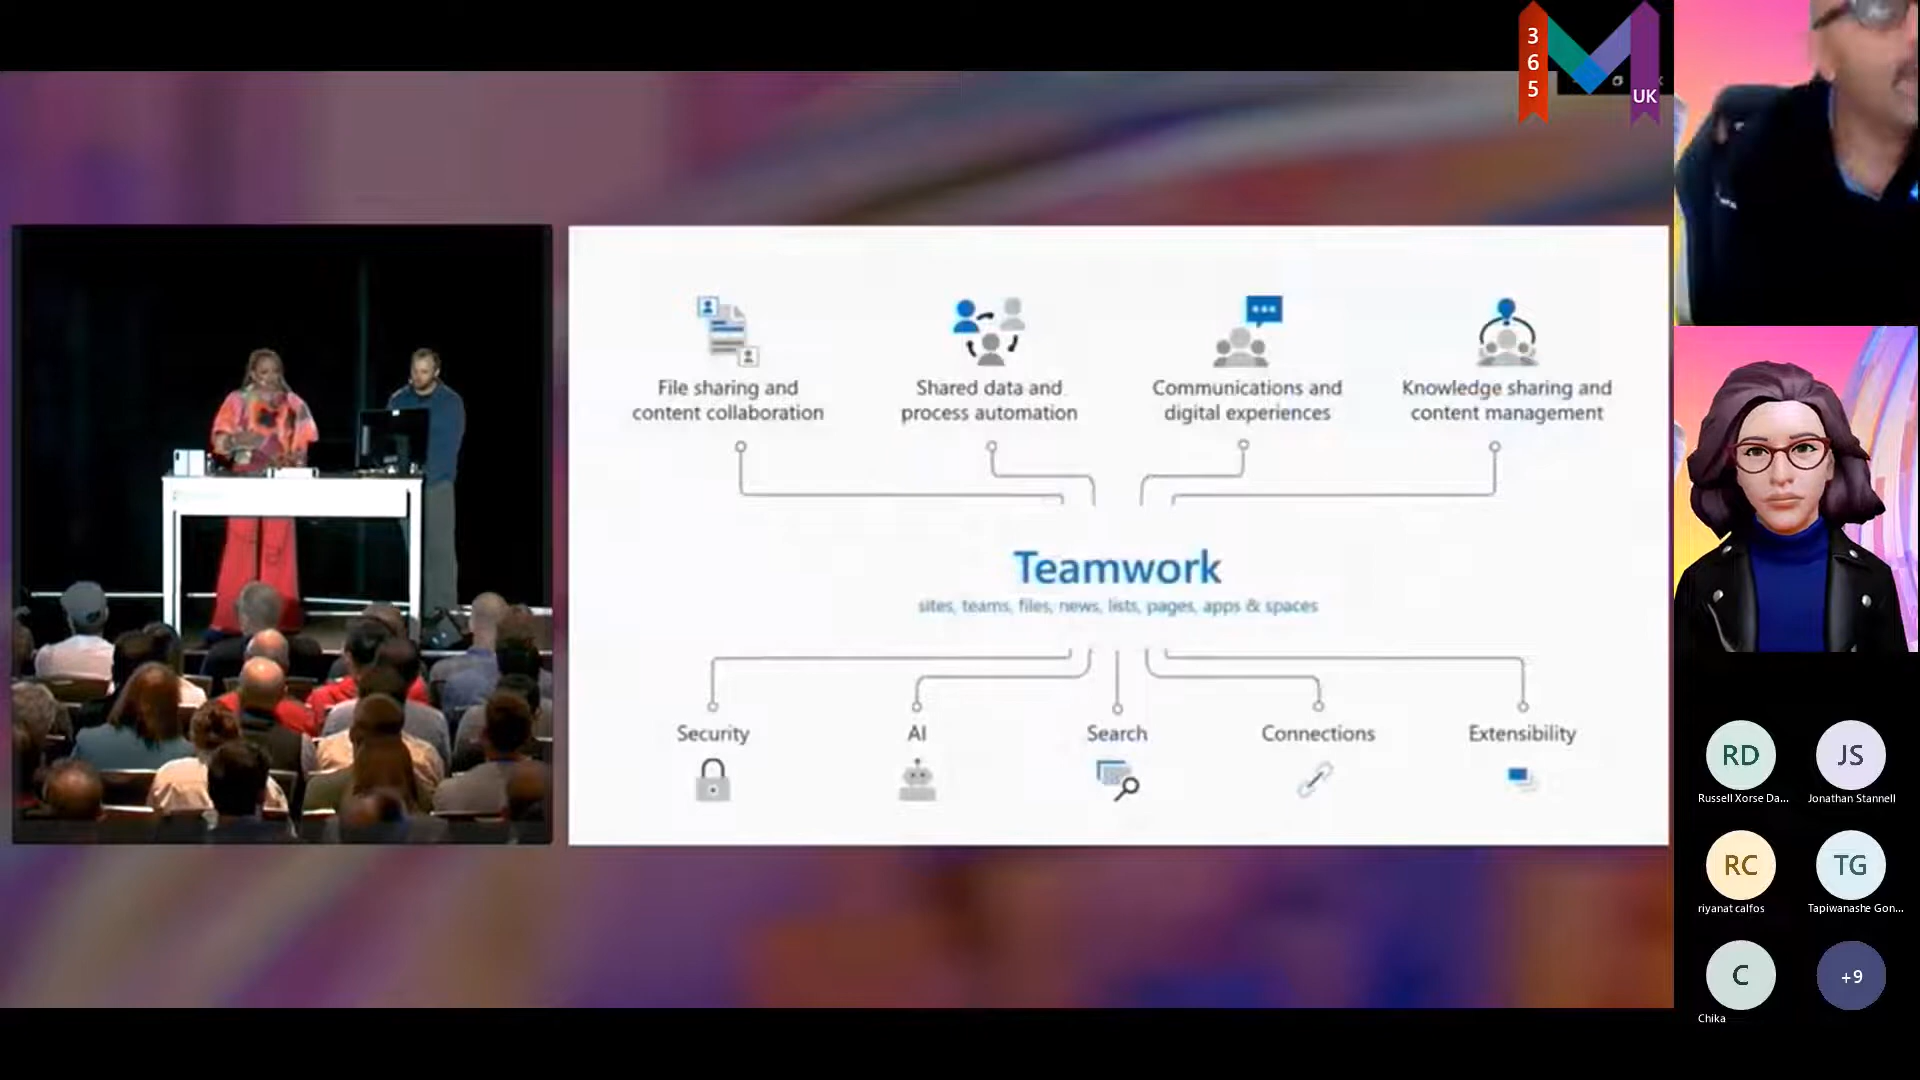 3
6
5
UK
File sharing and
content collaboration
Shared data and
process automation
Communications and
digital experiences
Knowledge sharing and
content management
Teamwork
sites, teams, files, news, lists, pages, apps & spaces
Security
AI
Search
Connections
Extensibility
RD
Russell Xorse Da...
JS
Jonathan Stannell
RC
riyanat calfos
TG
Tapiwanashe Gon...
C
Chika
+9